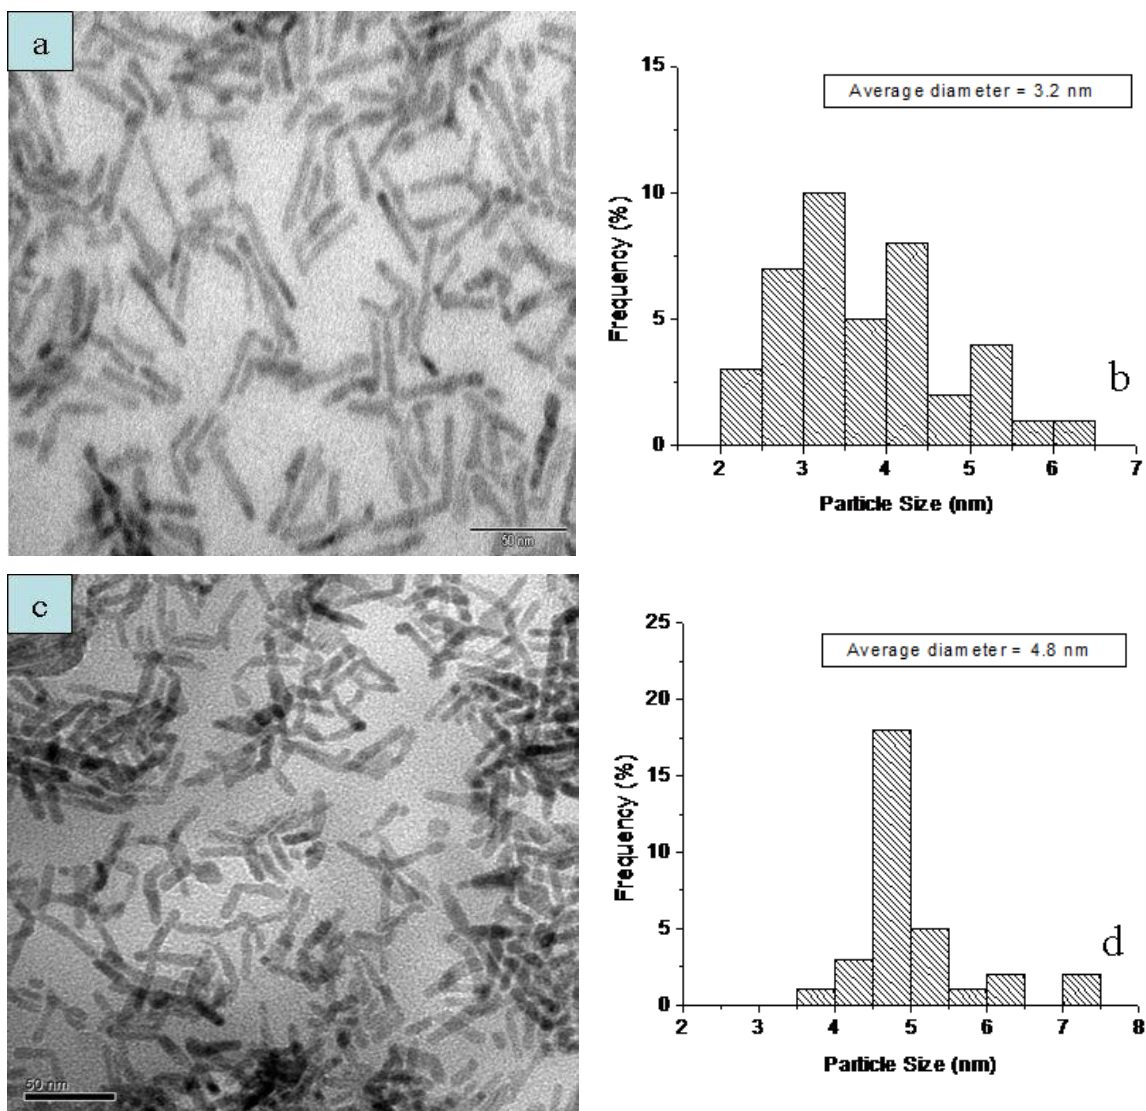 a
50 nm
Average diameter = 3.2 nm
15
10
5
0
Frequency (%)
2 3 4 5 6 7
Particle Size (nm)
b
c
50 nm
Average diameter = 4.8 nm
25
20
15
10
5
0
Frequency (%)
2 3 4 5 6 7 8
Particle Size (nm)
d